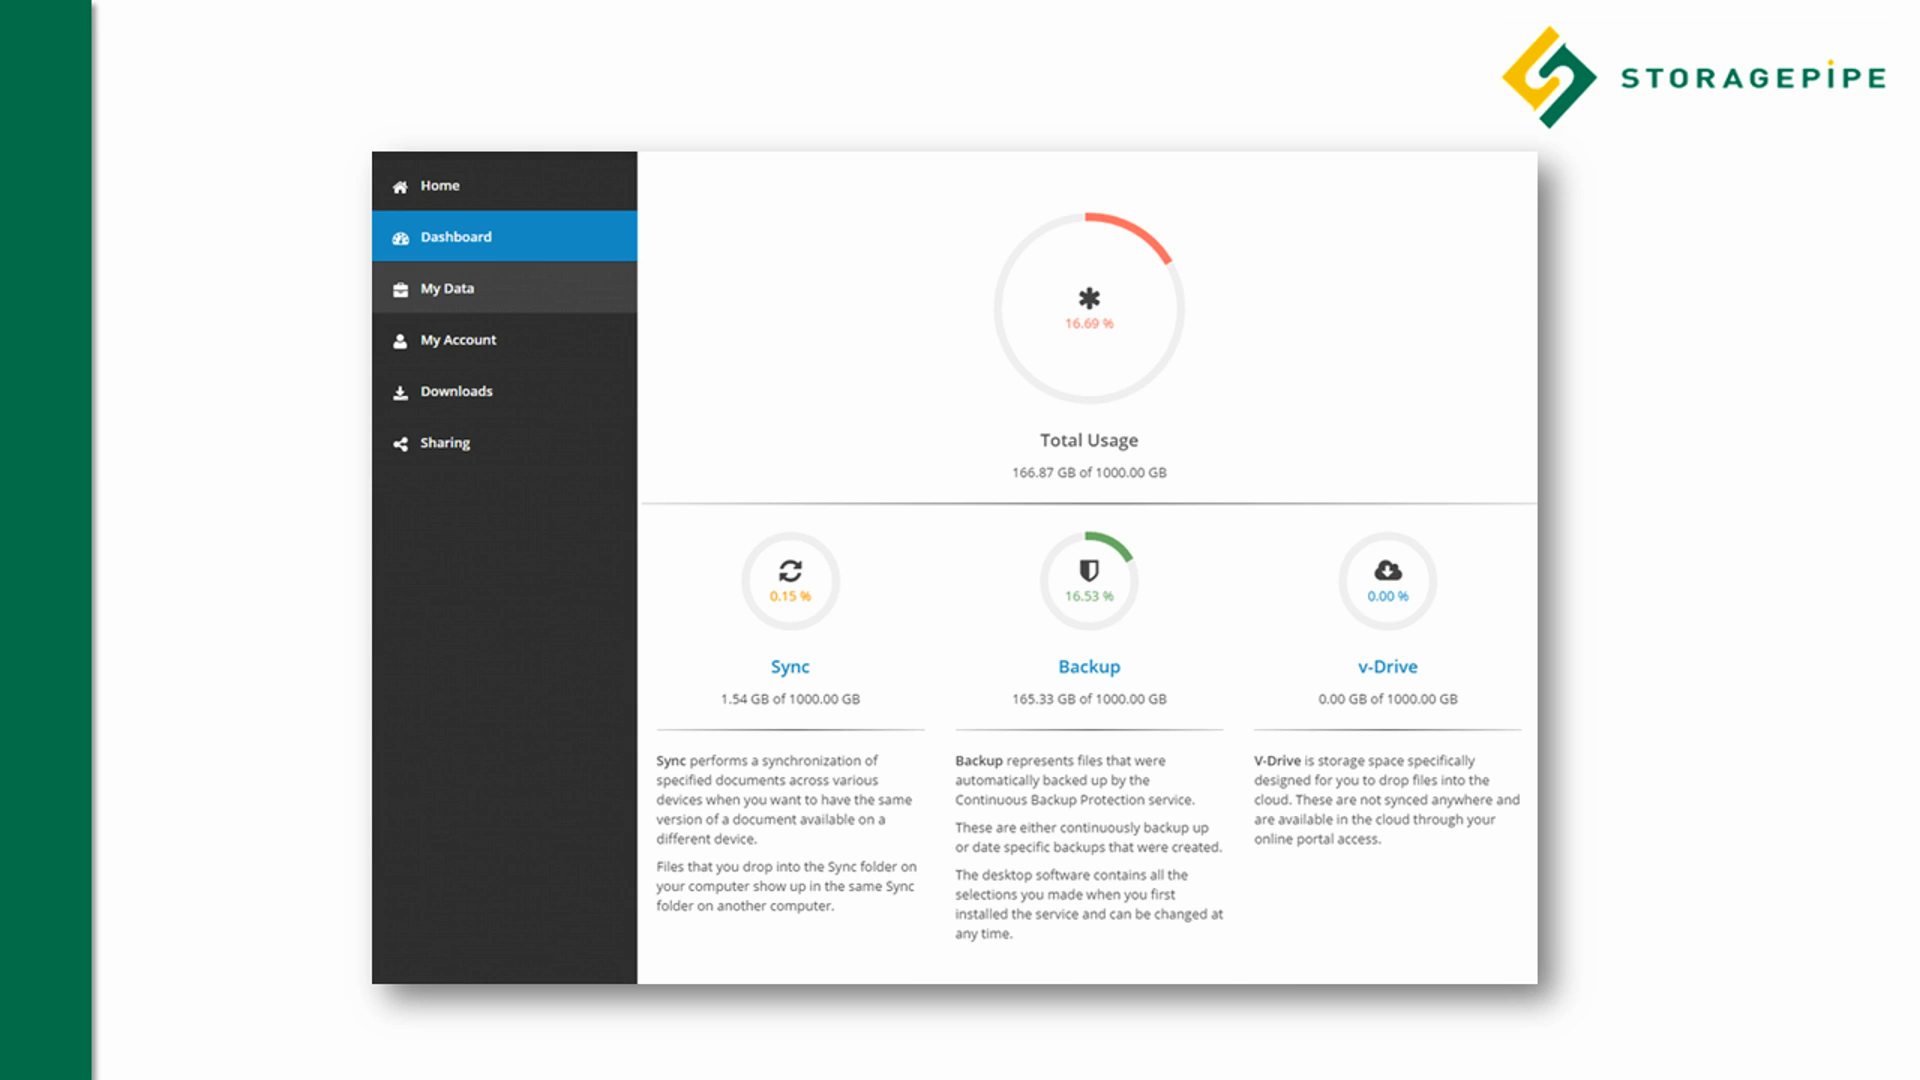 STORAGEPIPE
Home
Dashboard
My Data
My Account
Downloads
Sharing
16.69 %
Total Usage
166.87 GB of 1000.00 GB
0.15 %
Sync
1.54 GB of 1000.00 GB
Sync performs a synchronization of
specified documents across various
devices when you want to have the same
version of a document available on a
different device.
Files that you drop into the Sync folder on
your computer show up in the same Sync
folder on another computer.
16.53 %
Backup
165.33 GB of 1000.00 GB
Backup represents files that were
automatically backed up by the
Continuous Backup Protection service.
These are either continuously backup up
or date specific backups that were created.
The desktop software contains all the
selections you made when you first
installed the service and can be changed at
any time.
0.00 %
v-Drive
0.00 GB of 1000.00 GB
V-Drive is storage space specifically
designed for you to drop files into the
cloud. These are not synced anywhere and
are available in the cloud through your
online portal access.